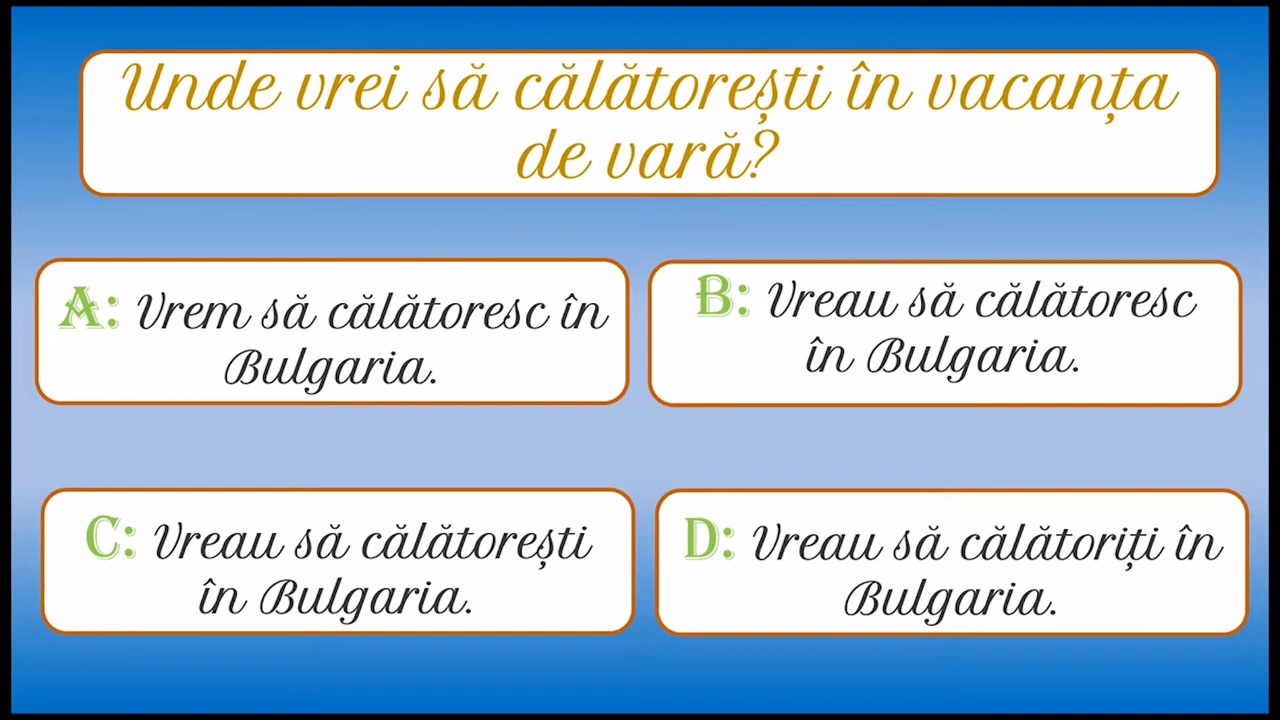 Unde vrei să călătorești în vacanța
de vară?
A: Vrem să călătoresc în
Bulgaria.
B: Vreau să călătoresc
în Bulgaria.
C: Vreau să călătorești
în Bulgaria.
D: Vreau să călătoriți în
Bulgaria.